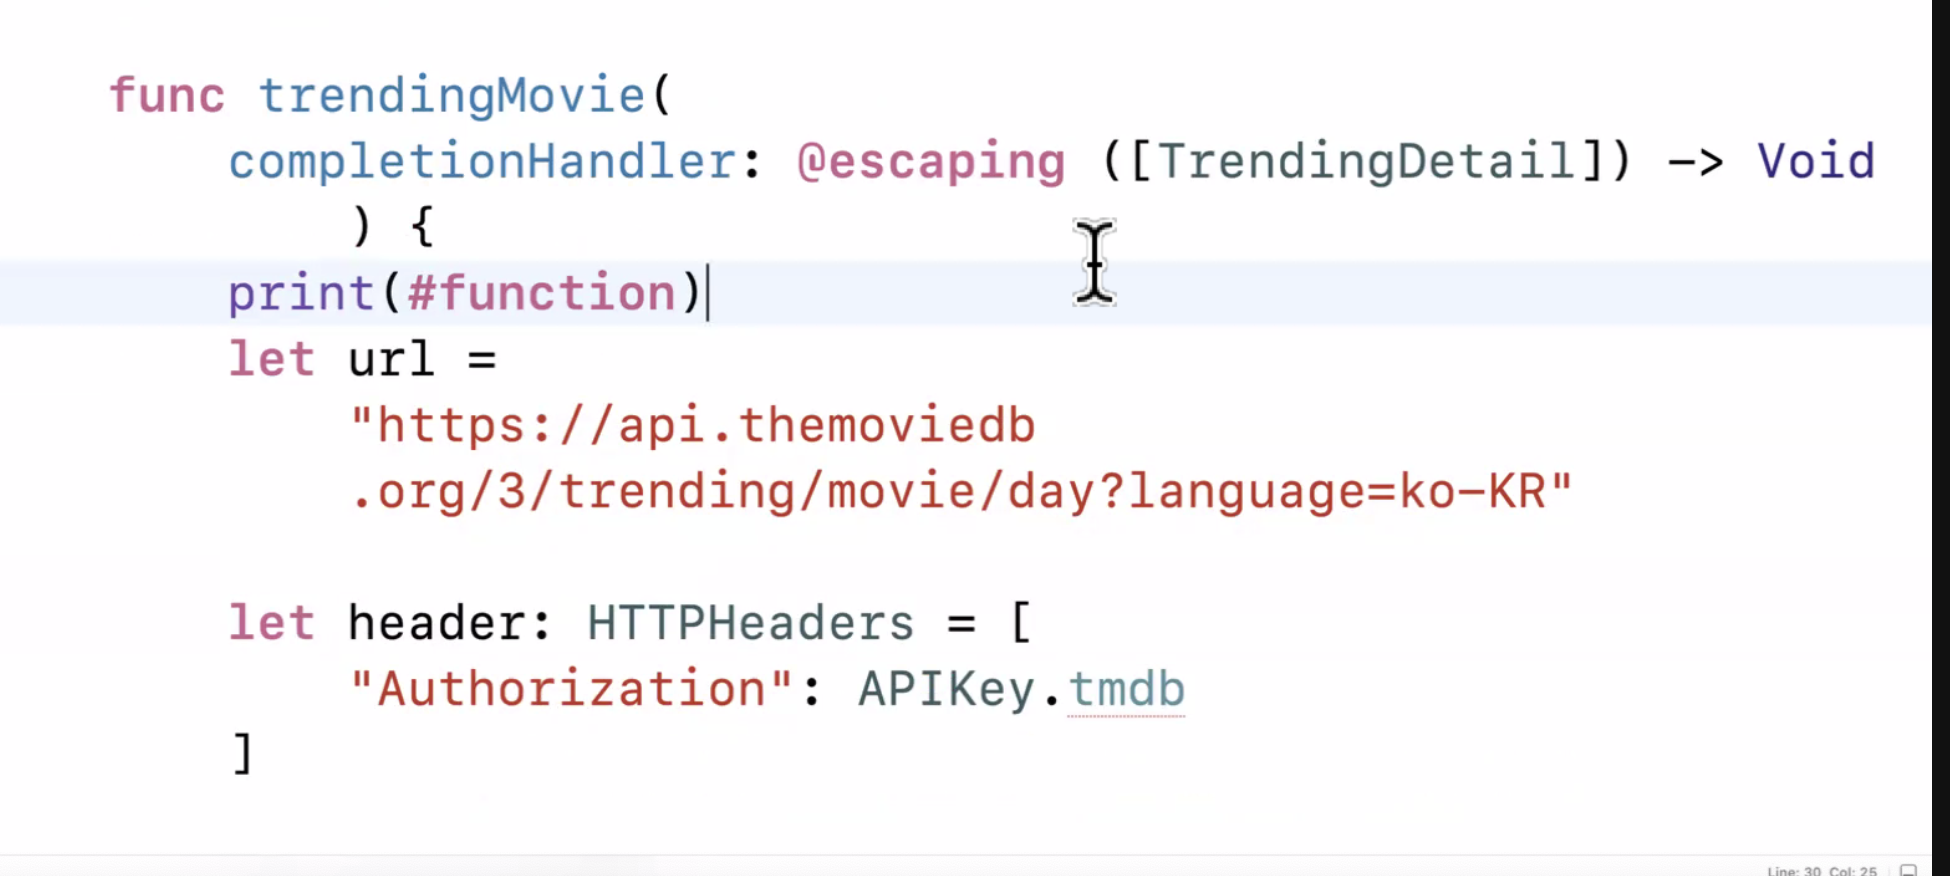 func trendingMovie(
completionHandler: @escaping ([TrendingDetail]) -> Void
) {
print(#function)
let url =
"https://api.themoviedb
.org/3/trending/movie/day?language=ko-KR"
let header: HTTPHeaders = [
"Authorization": APIKey.tmdb
]
Line: 30 Col: 25